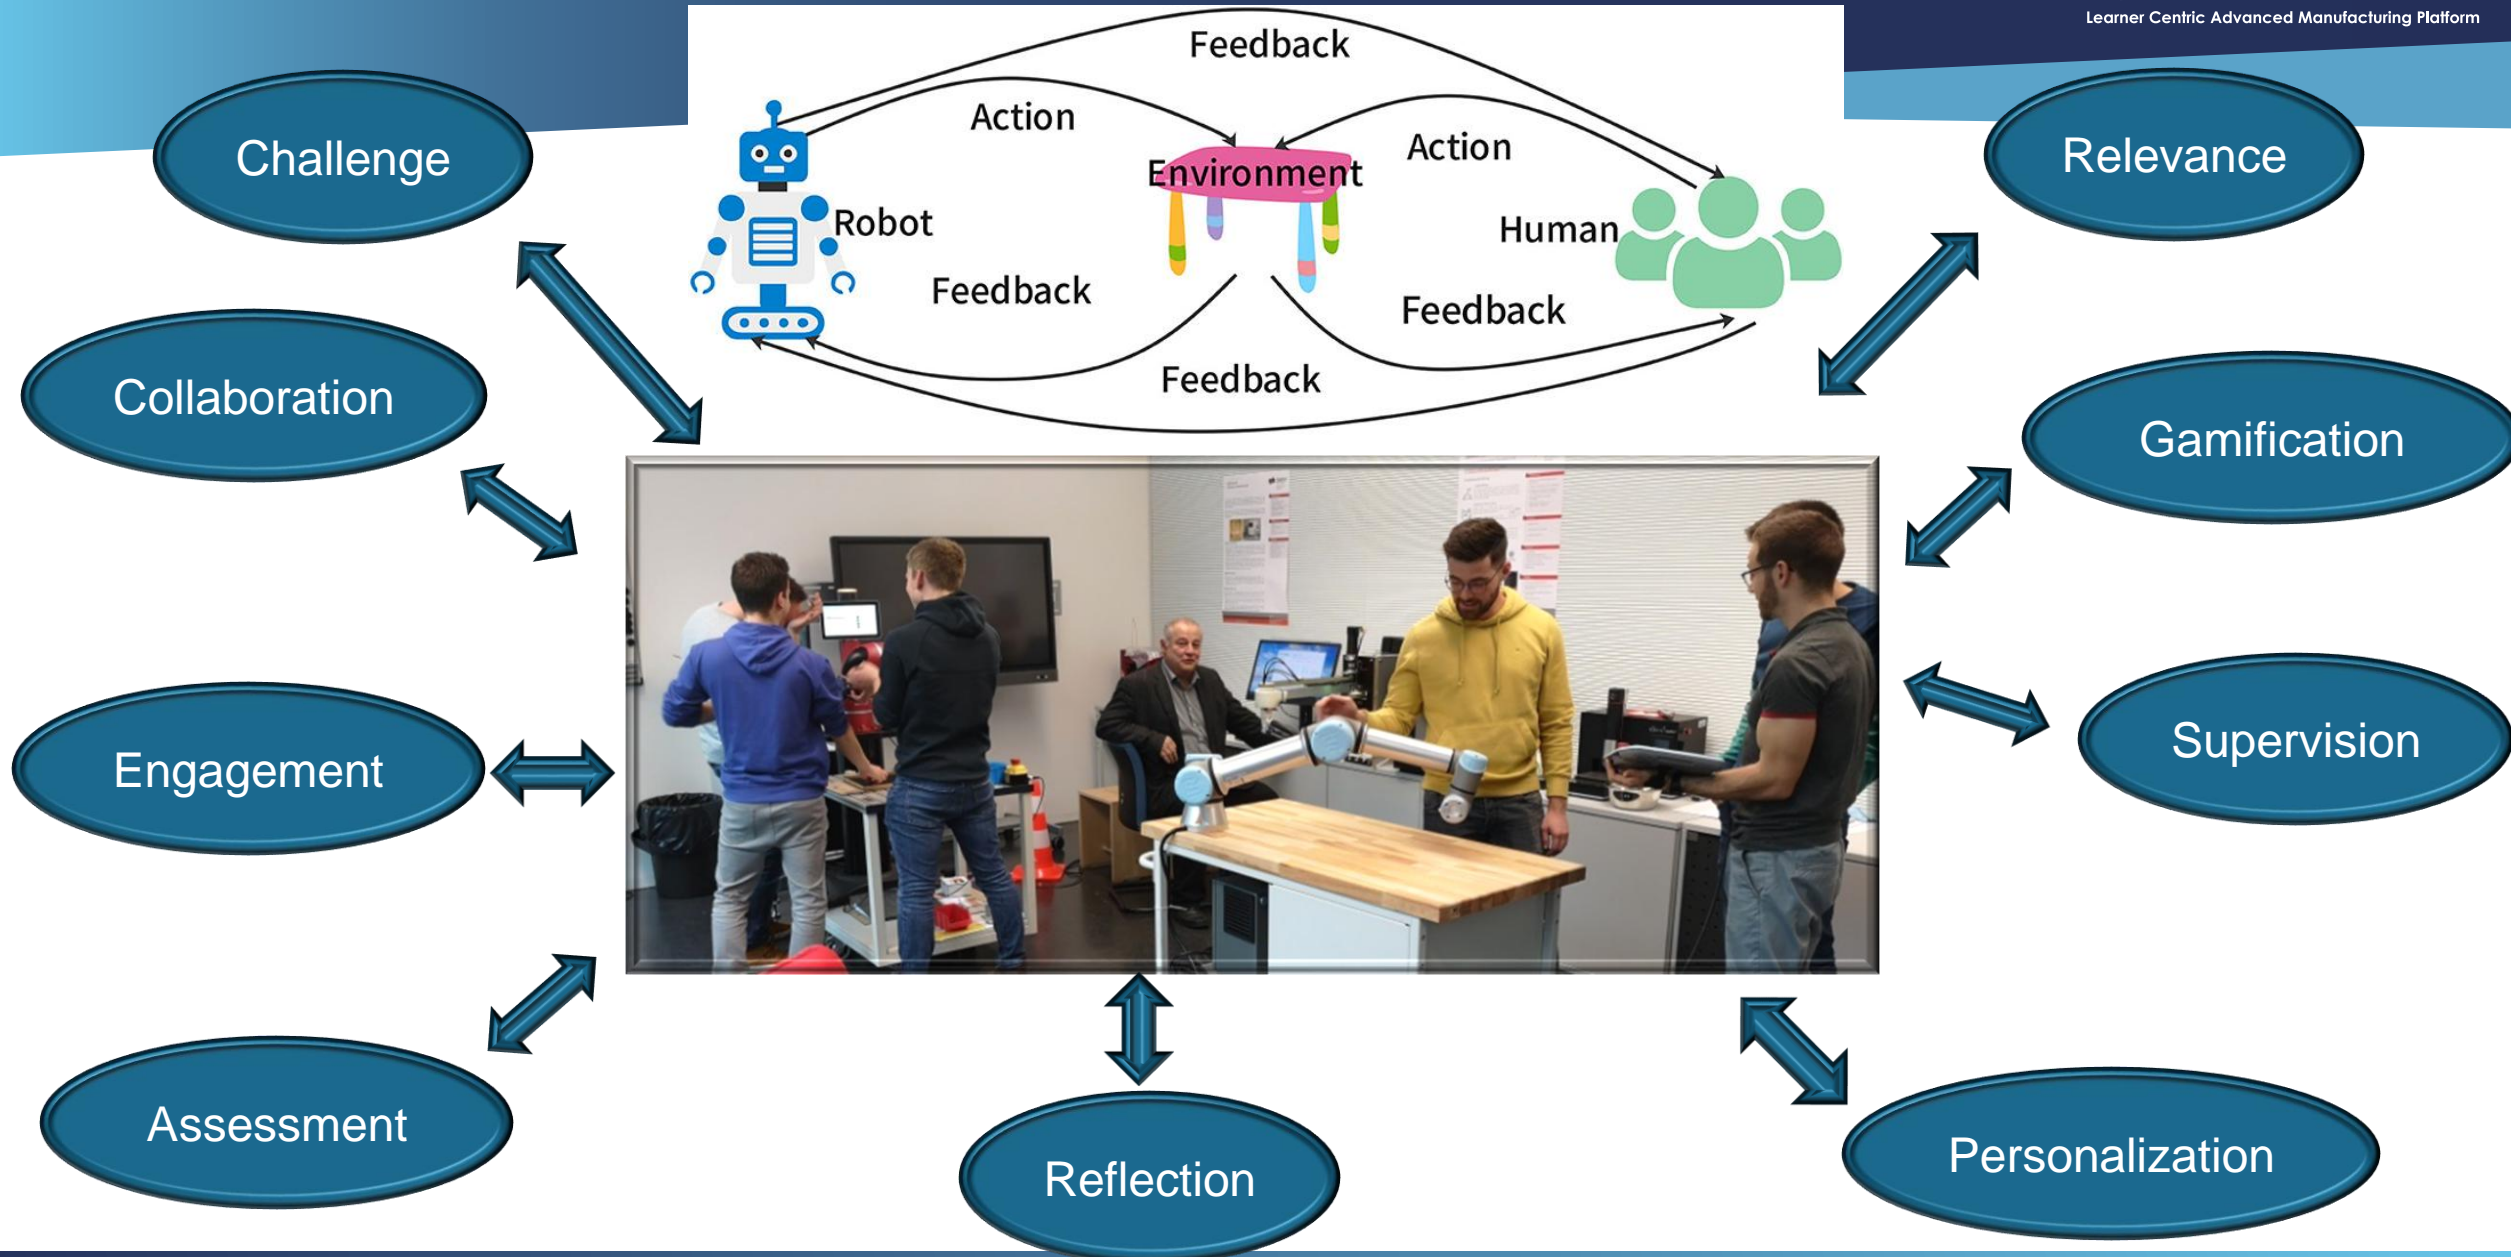 Learner Centric Advanced Manufacturing Platform
Feedback
Action
Action
Environment
Robot
Human
Feedback
Feedback
Feedback
Challenge
Relevance
Collaboration
Gamification
Engagement
Supervision
Assessment
Reflection
Personalization